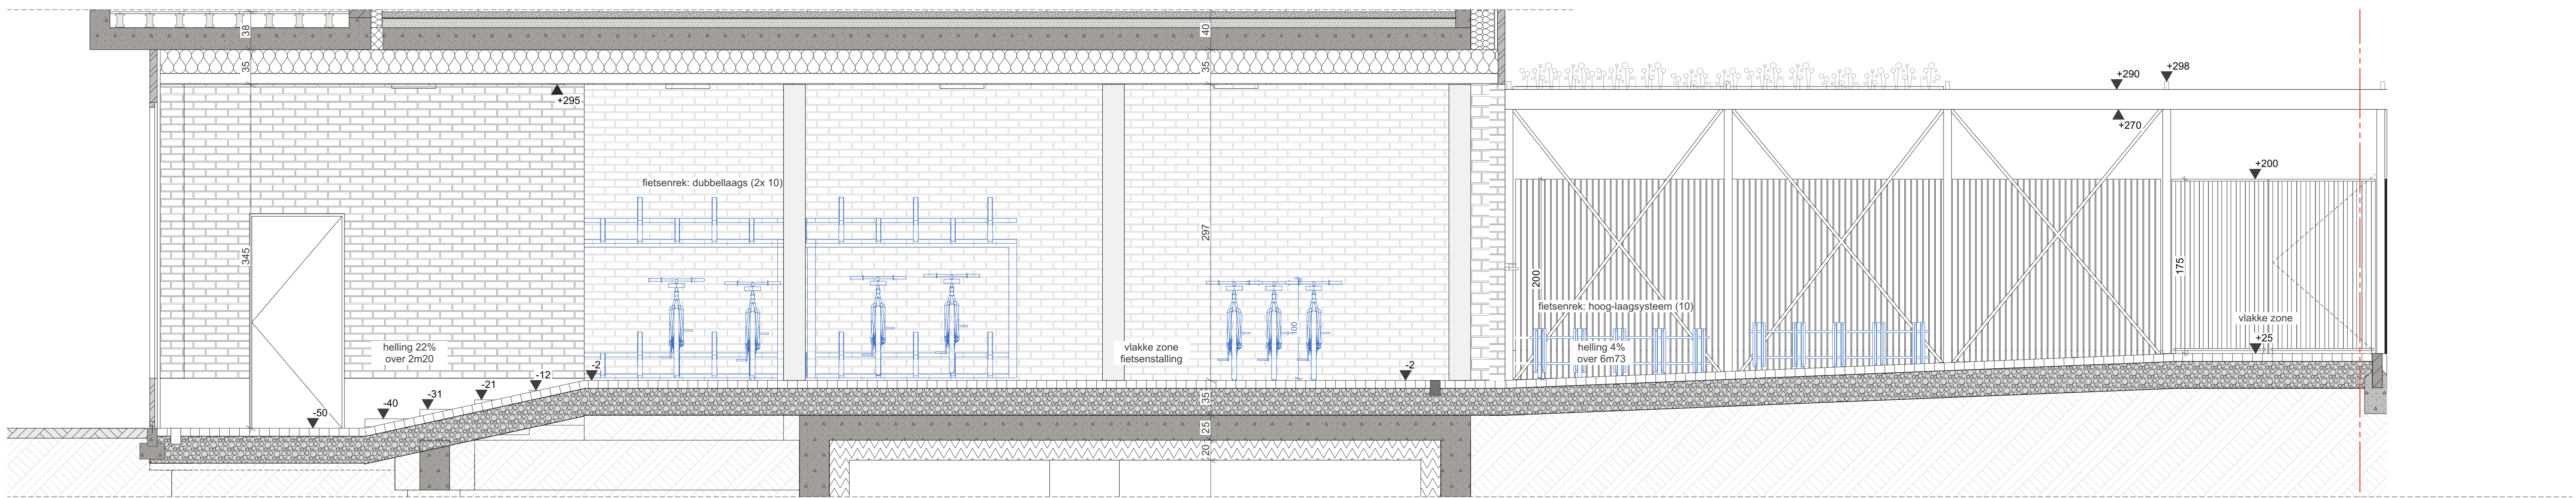 38
40
35
35
+298
+290
+295
+270
+200
fietsenrek: dubbellaags (2x 10)
297
345
175
200
fietsenrek: hoog-laagsysteem (10)
100
vlakke zone
helling 22%
over 2m20
vlakke zone
fietsenstalling
helling 4%
over 6m73
+25
-2
-2
-12
-21
-31
-40
-50
35
25
20